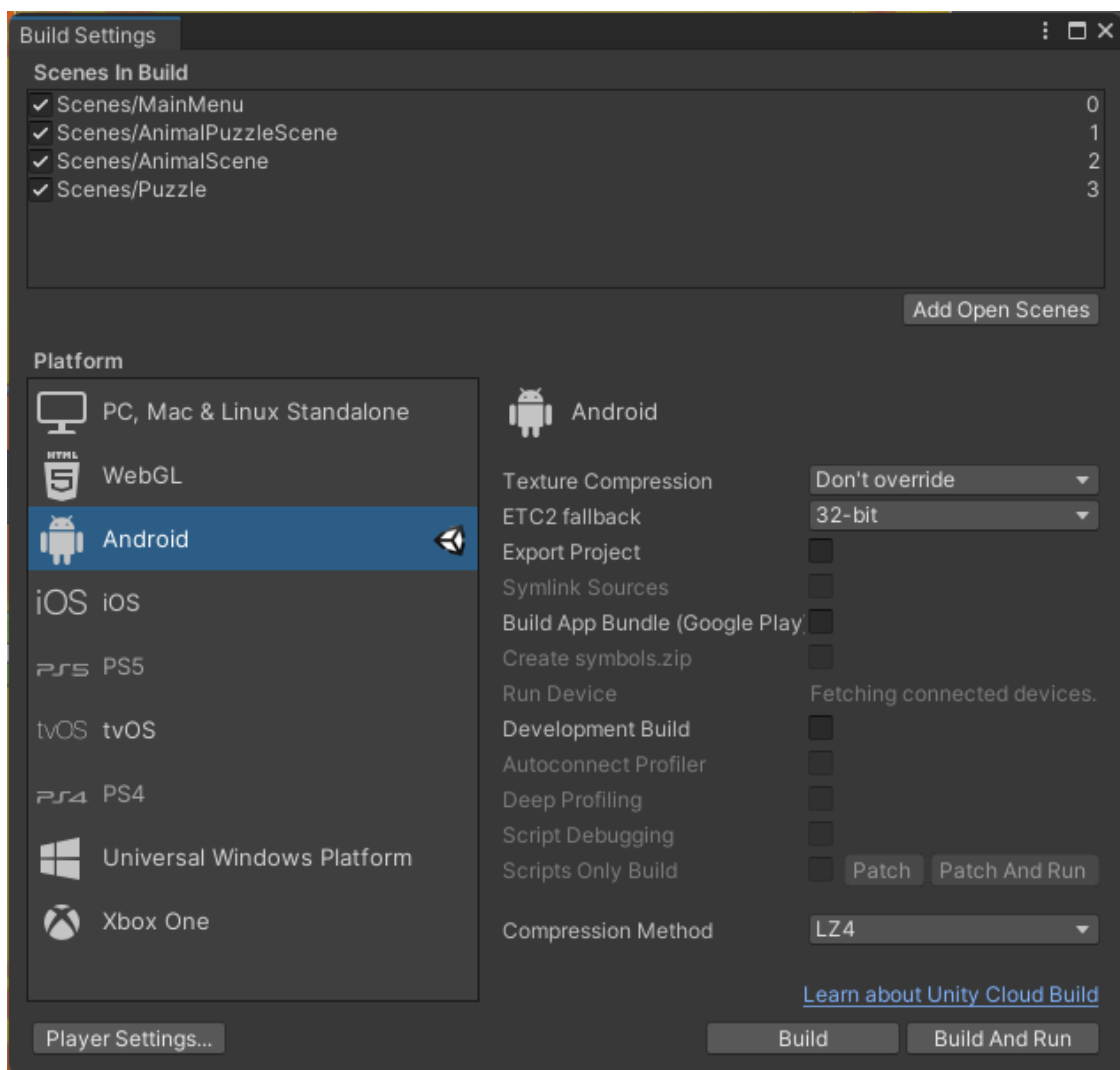 Build Settings
Scenes In Build
Scenes/MainMenu 0
Scenes/AnimalPuzzleScene 1
Scenes/AnimalScene 2
Scenes/Puzzle 3
Add Open Scenes
Platform
PC, Mac & Linux Standalone
HTML
5 WebGL
Android
iOS iOS
PS5 PS5
tvOS tvOS
PS4 PS4
Universal Windows Platform
Xbox One
Android
Texture Compression Don't override
ETC2 fallback 32-bit
Export Project
Symlink Sources
Build App Bundle (Google Play)
Create symbols.zip
Run Device Fetching connected devices.
Development Build
Autoconnect Profiler
Deep Profiling
Script Debugging
Scripts Only Build Patch Patch And Run
Compression Method LZ4
Learn about Unity Cloud Build
Player Settings... Build Build And Run